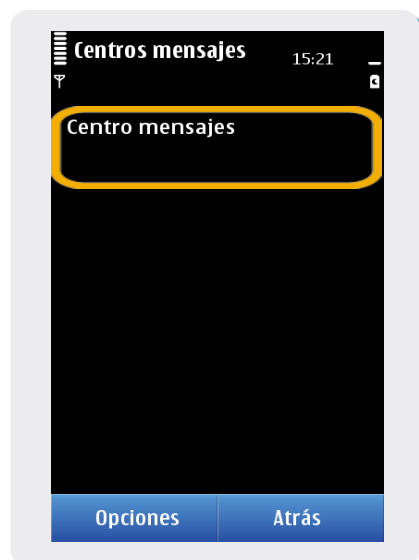 Centros mensajes
15:21
Centro mensajes
Opciones
Atrás